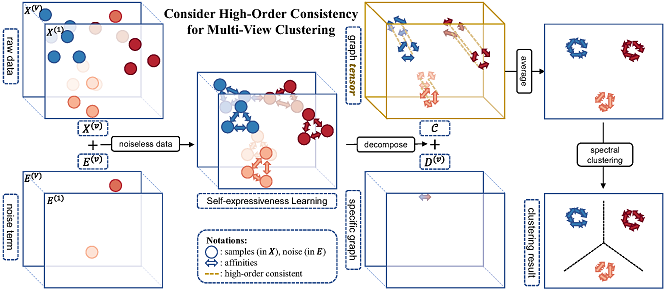 Consider High-Order Consistency
for Multi-View Clustering
X(V)
X(1)
raw data
X(v)
+
E(v)
noiseless data
E(V)
E(1)
noise term
Self-expressiveness Learning
Notations:
: samples (in X), noise (in E)
: affinities
: high-order consistent
graph tensor
decompose
C
+
D(v)
specific graph
average
spectral
clustering
clustering result